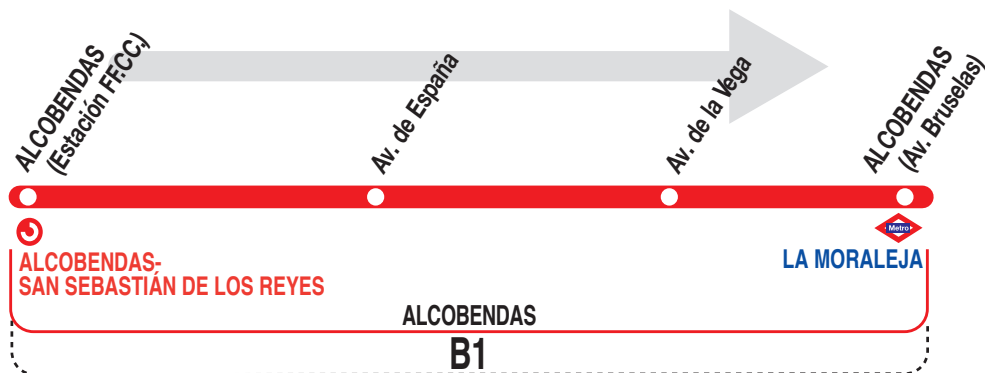 ALCOBENDAS
(Estación FF.CC.)
Av. de España
Av. de la Vega
ALCOBENDAS
(Av. Bruselas)
Metro
ALCOBENDAS-
SAN SEBASTIÁN DE LOS REYES
LA MORALEJA
ALCOBENDAS
B1